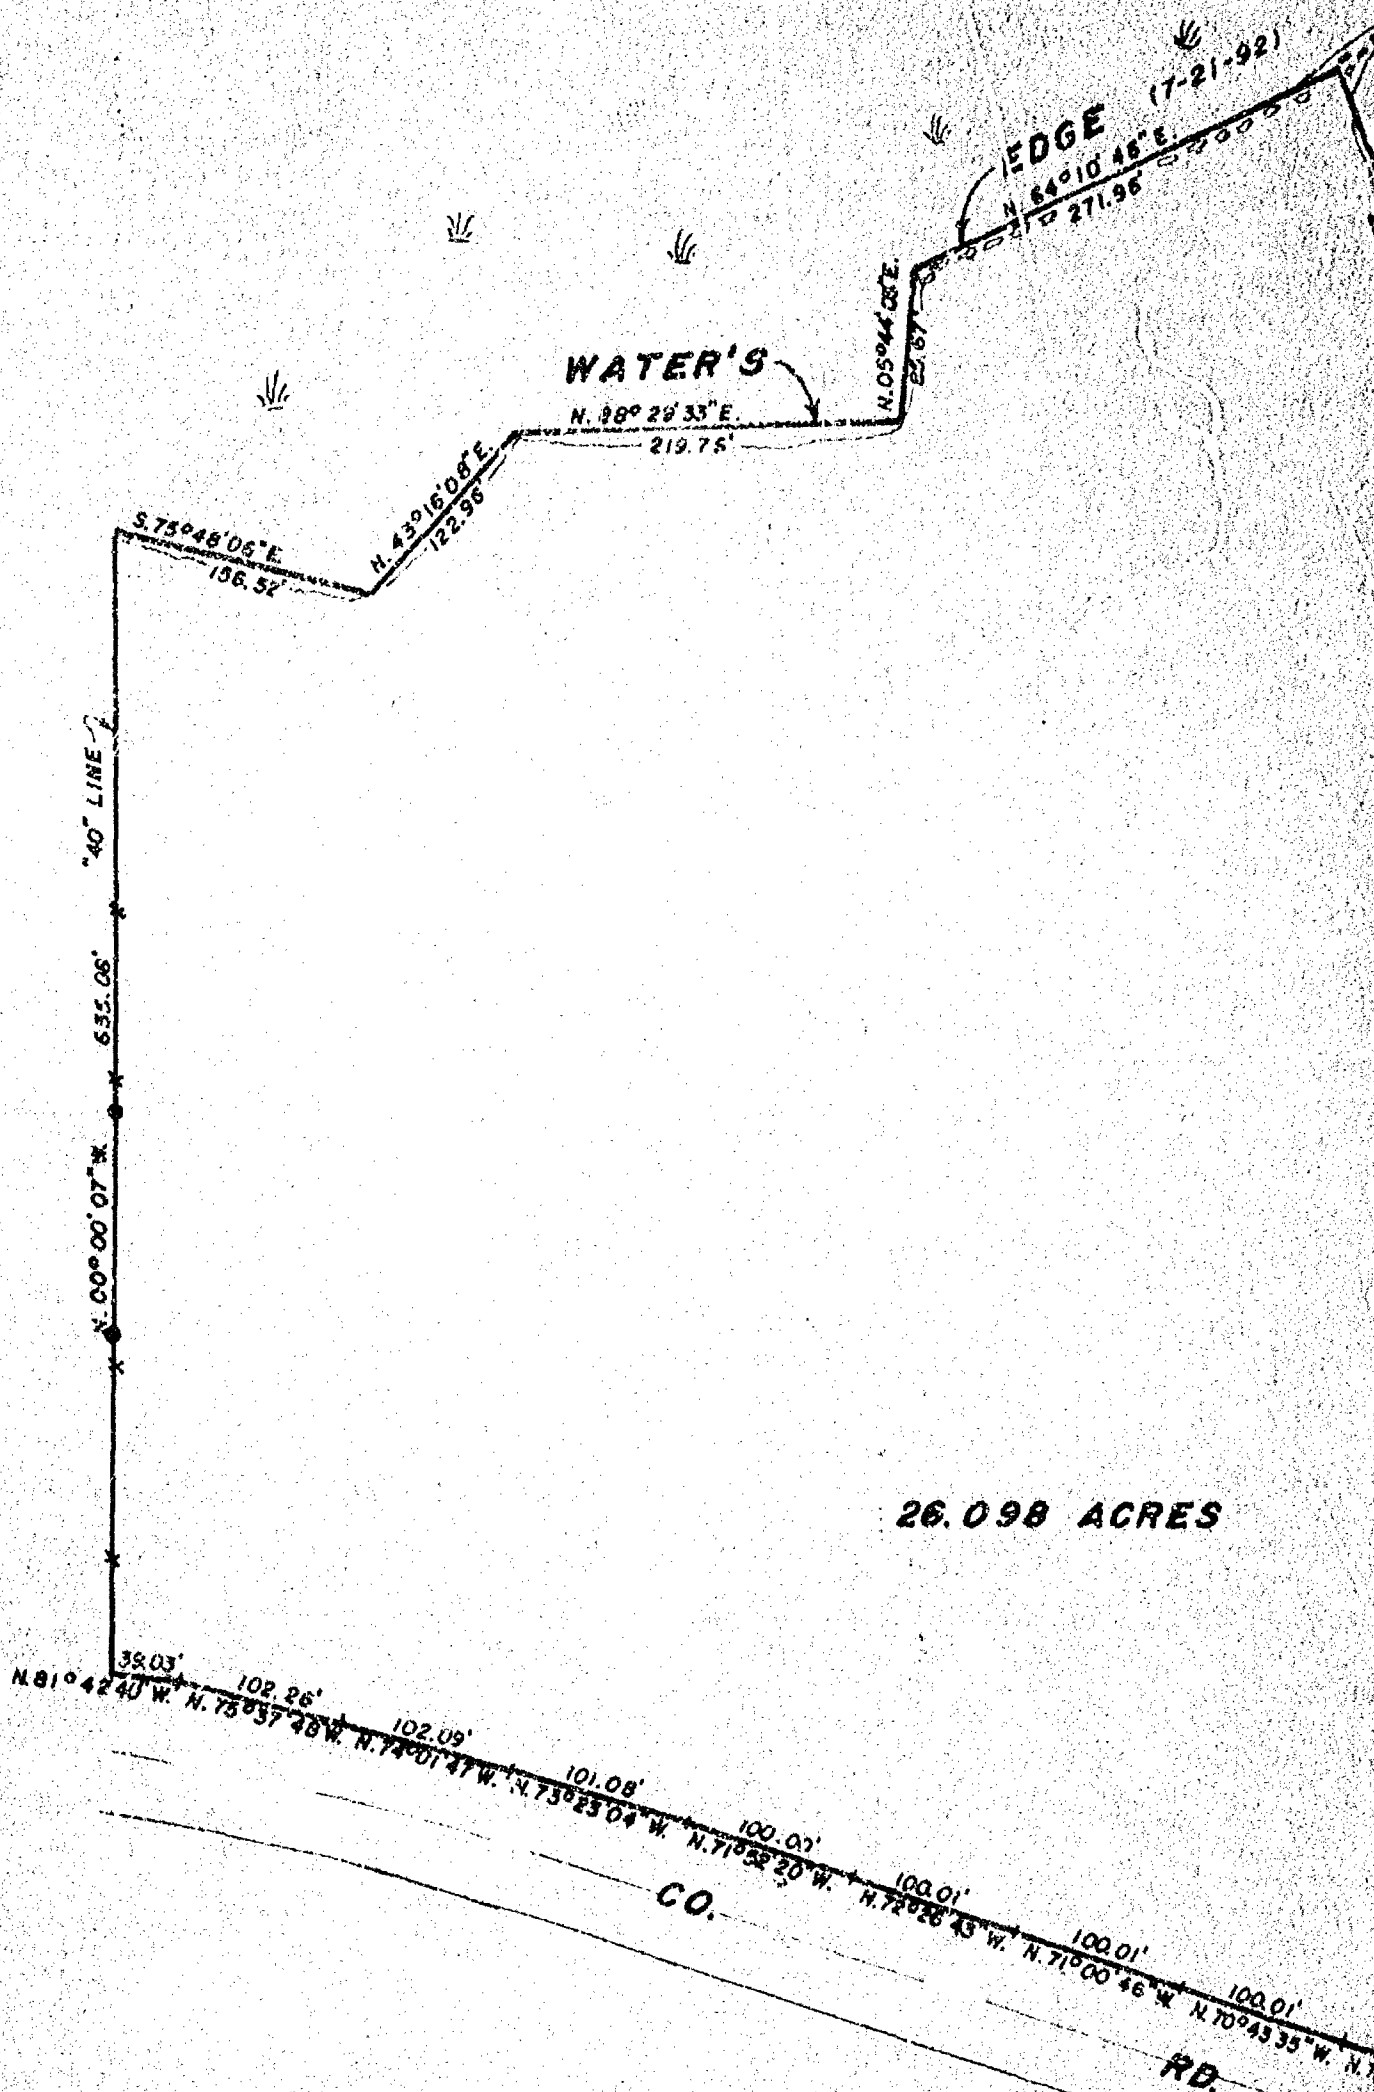 (7-21-92)
EDGE
N. 64°10' 46" E.
271.96'
N.05°44' 08" E.
WATER'S
N. 88° 29' 33" E.
219.75'
N. 43°16'08" E.
122.96'
S.75°48'06" E.
156.52'
"40" LINE
635.06'
N. 00°00' 07" W.
26.098 ACRES
39.03'
N.81° 42' 40" W.
102.26'
N. 75°37' 48" W.
102.09'
N. 74°01' 47" W.
101.08'
N. 73°23'04" W.
100.07'
N.71°52' 20" W.
100.01'
N.72°26' 43" W.
100.01'
N. 71°00' 46" W.
100.01'
N.70°43' 35" W.
CO.
RD